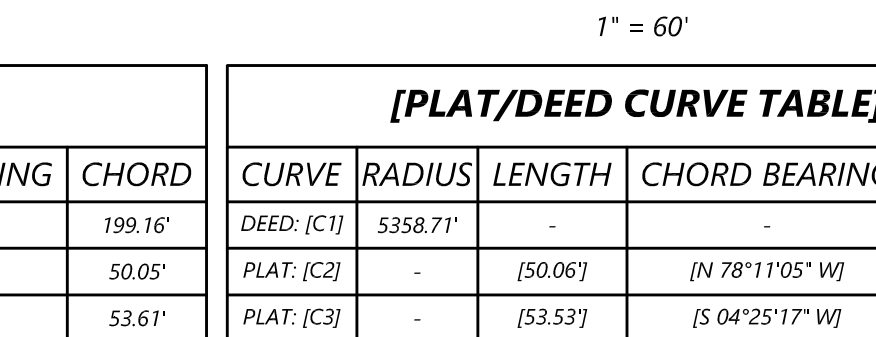 1" = 60'
[PLAT/DEED CURVE TABLE]
CHORD
199.16'
50.05'
53.61'
CURVE RADIUS LENGTH CHORD BEARING
DEED: [C1] 5358.71' - -
PLAT: [C2] - [50.06'] [N 78°11'05" W]
PLAT: [C3] - [53.53'] [S 04°25'17" W]